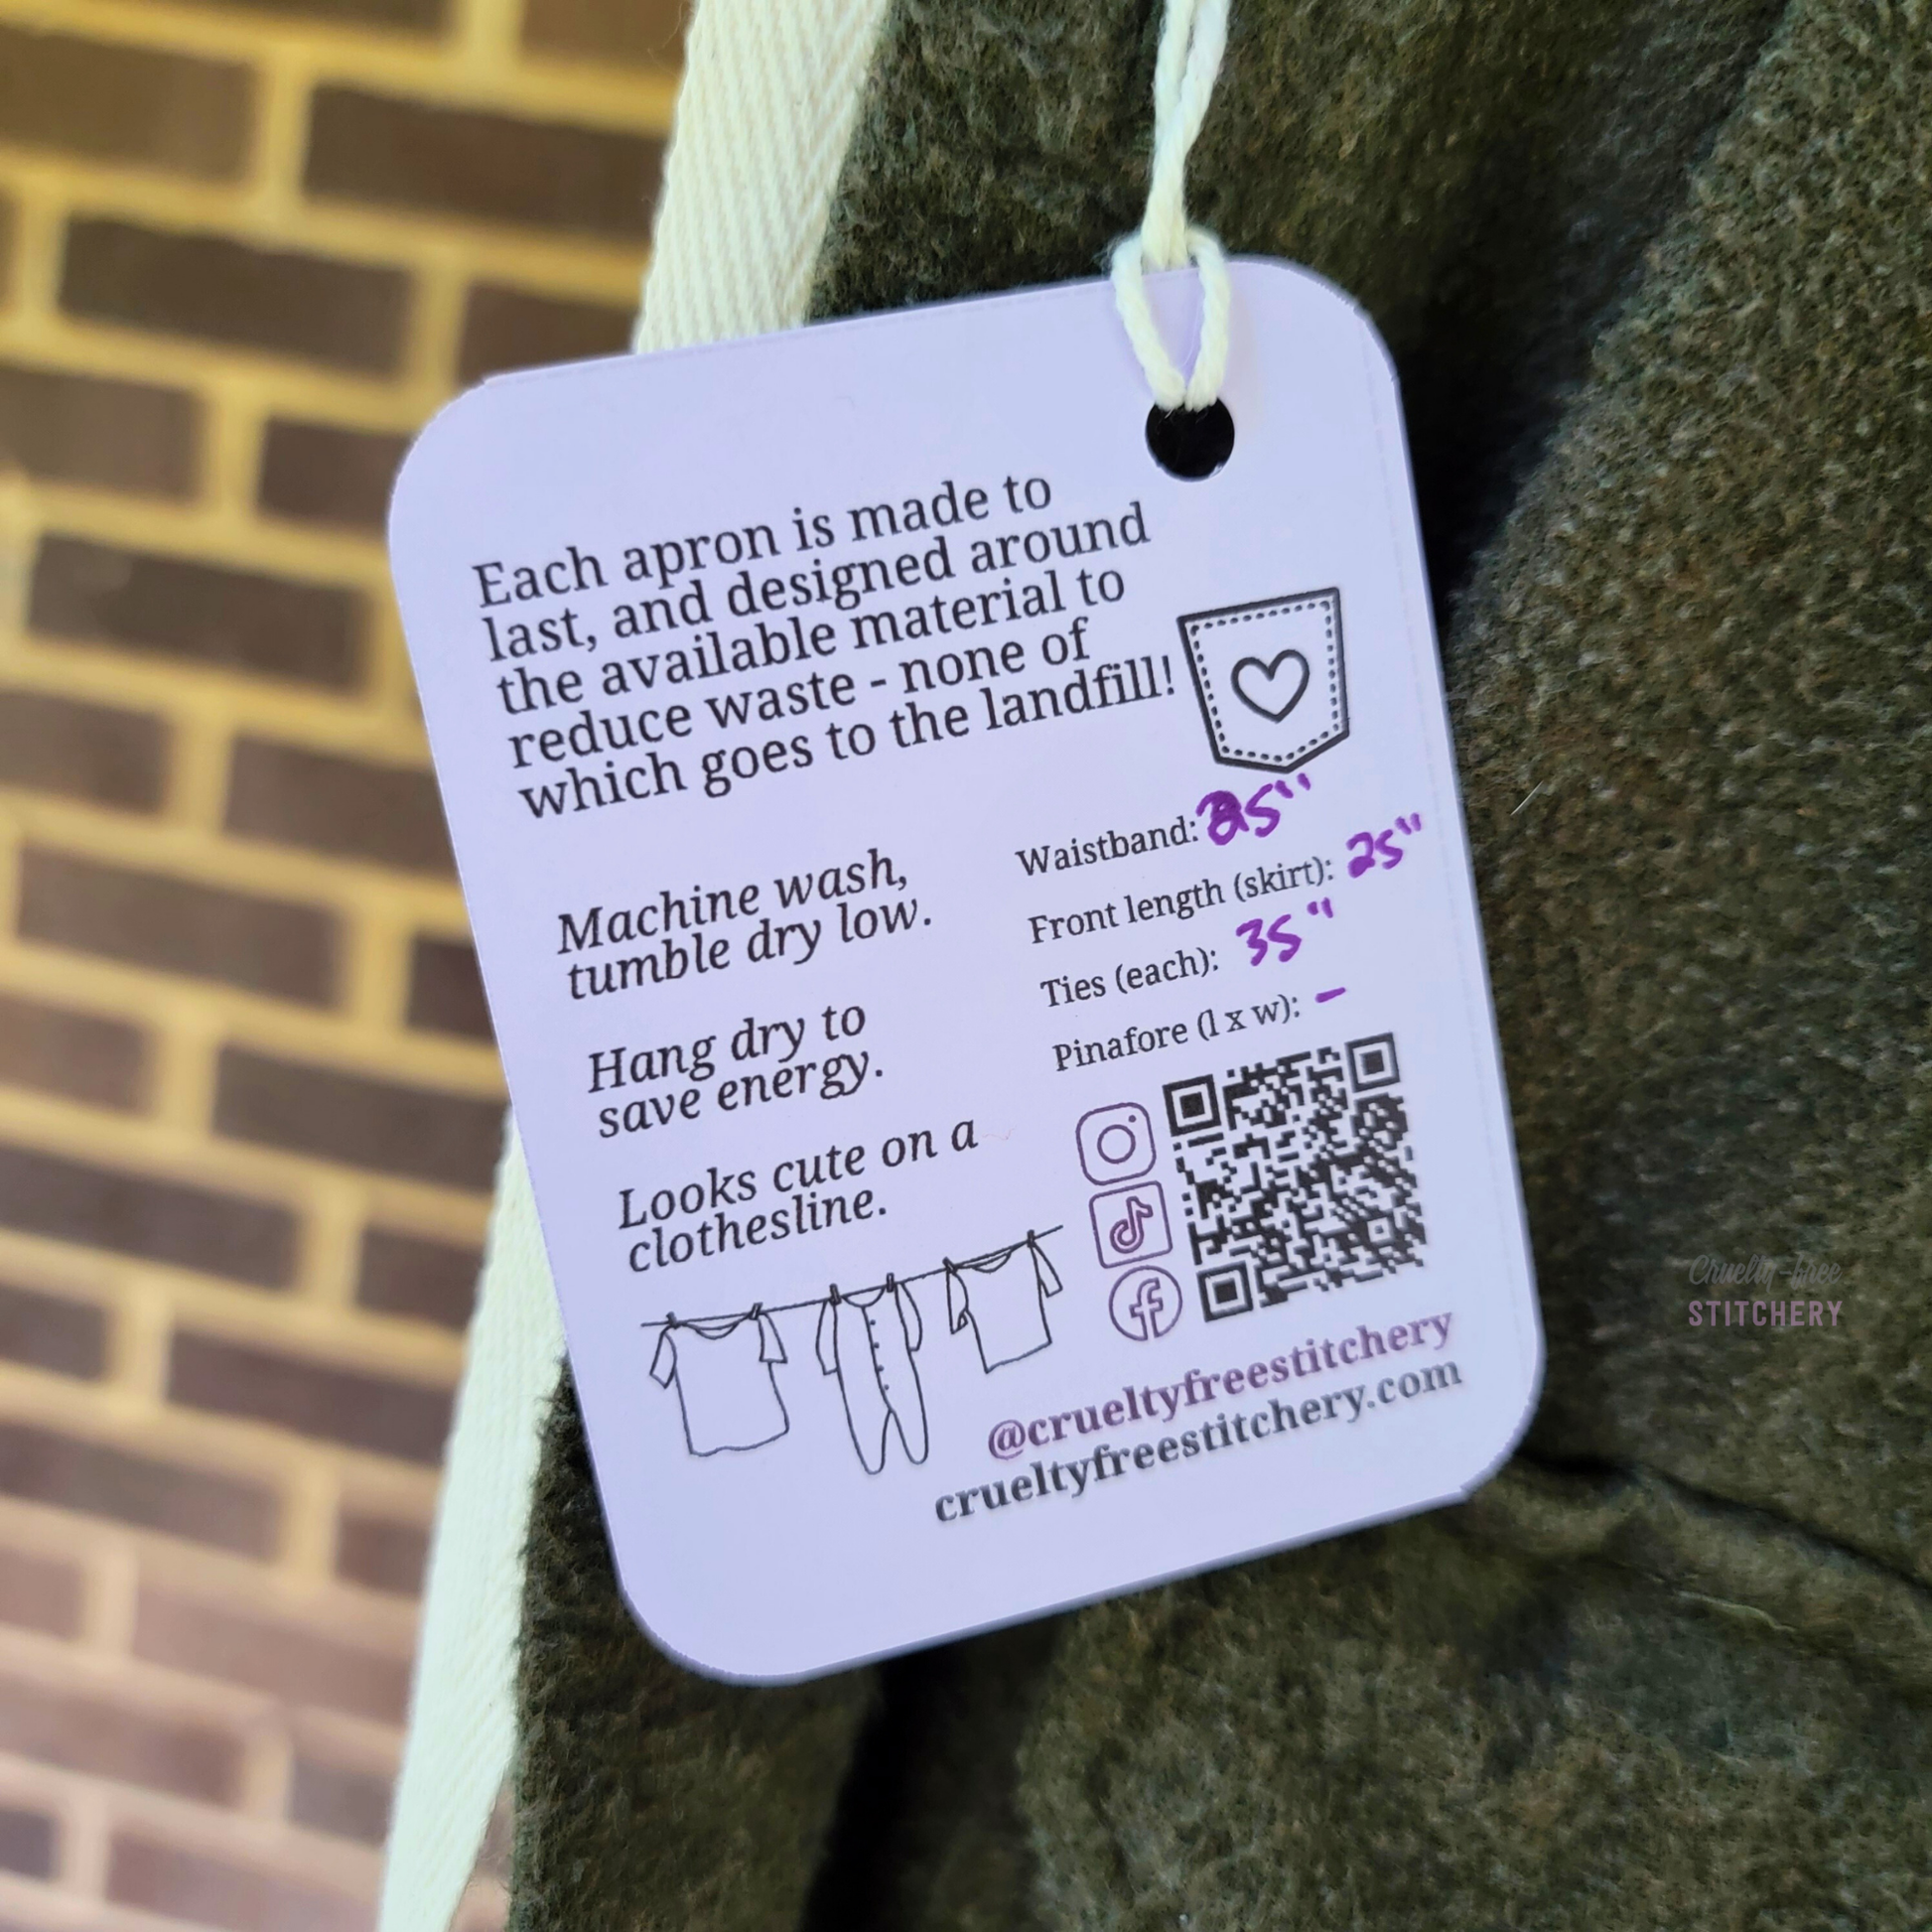 Each apron is made to
last, and designed around
the available material to
reduce waste - none of
which goes to the landfill!
Machine wash,
tumble dry low.
Hang dry to
save energy.
Looks cute on a
clothesline.
Waistband:
Front length (skirt): 25"
Ties (each): 35"
Pinafore (l x w): -
@crueltyfreestitchery
crueltyfreestitchery.com
Cruelty-free
STITCHERY